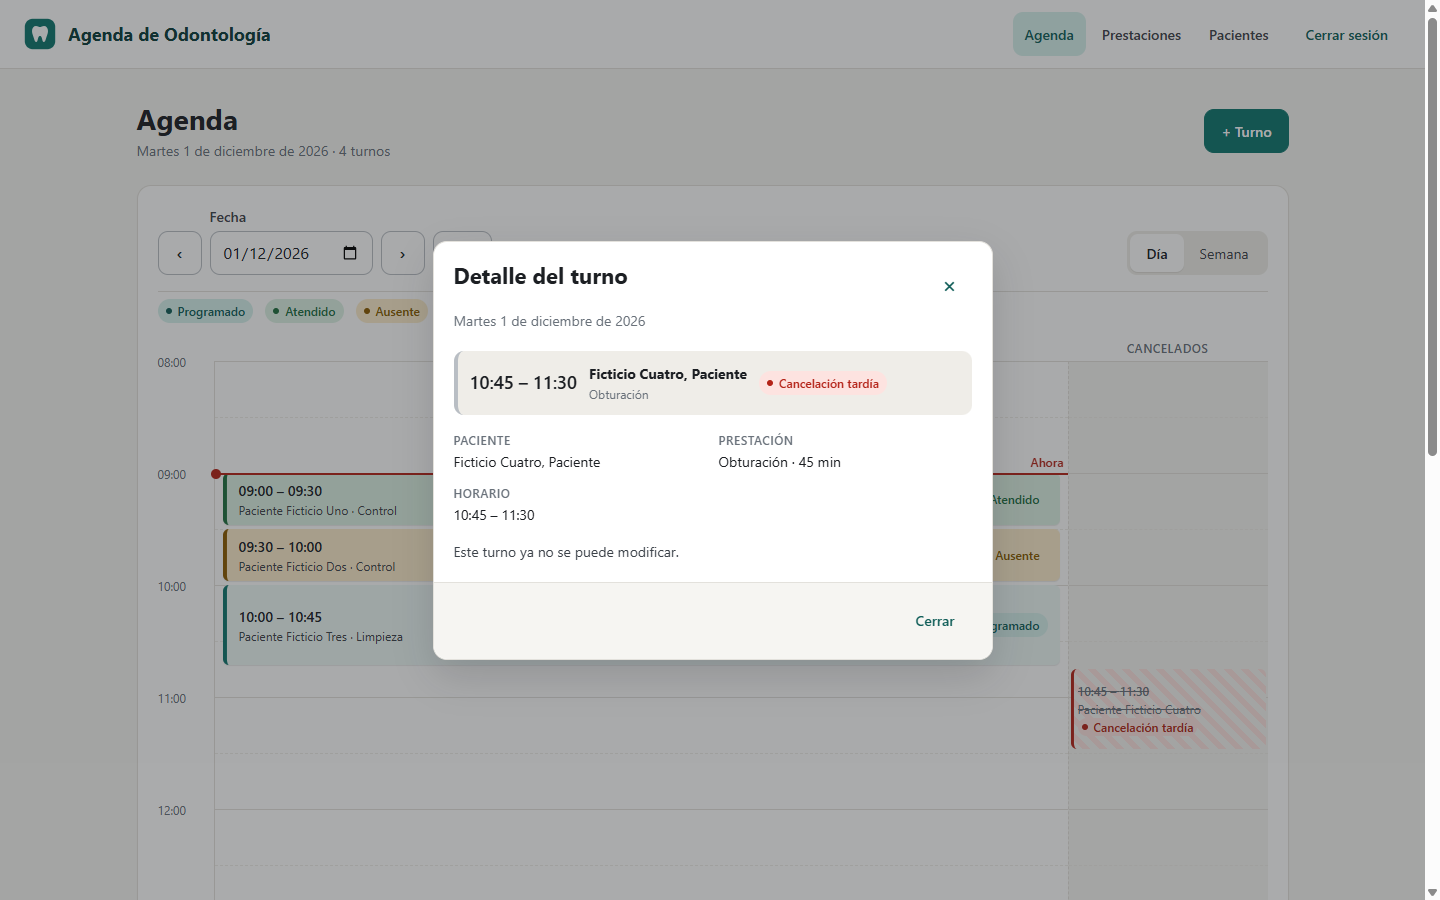 Agenda de Odontología
Agenda
Prestaciones
Pacientes
Cerrar sesión
Agenda
Martes 1 de diciembre de 2026 · 4 turnos
+ Turno
Fecha
‹
01/12/2026
›
Día
Semana
Programado
Atendido
Ausente
CANCELADOS
08:00
09:00
Ahora
09:00 – 09:30
Paciente Ficticio Uno · Control
Atendido
09:30 – 10:00
Paciente Ficticio Dos · Control
Ausente
10:00
10:00 – 10:45
Paciente Ficticio Tres · Limpieza
gramado
11:00
10:45 – 11:30
Paciente Ficticio Cuatro
Cancelación tardía
12:00
Detalle del turno
×
Martes 1 de diciembre de 2026
10:45 – 11:30
Ficticio Cuatro, Paciente
Obturación
Cancelación tardía
PACIENTE
Ficticio Cuatro, Paciente
PRESTACIÓN
Obturación · 45 min
HORARIO
10:45 – 11:30
Este turno ya no se puede modificar.
Cerrar